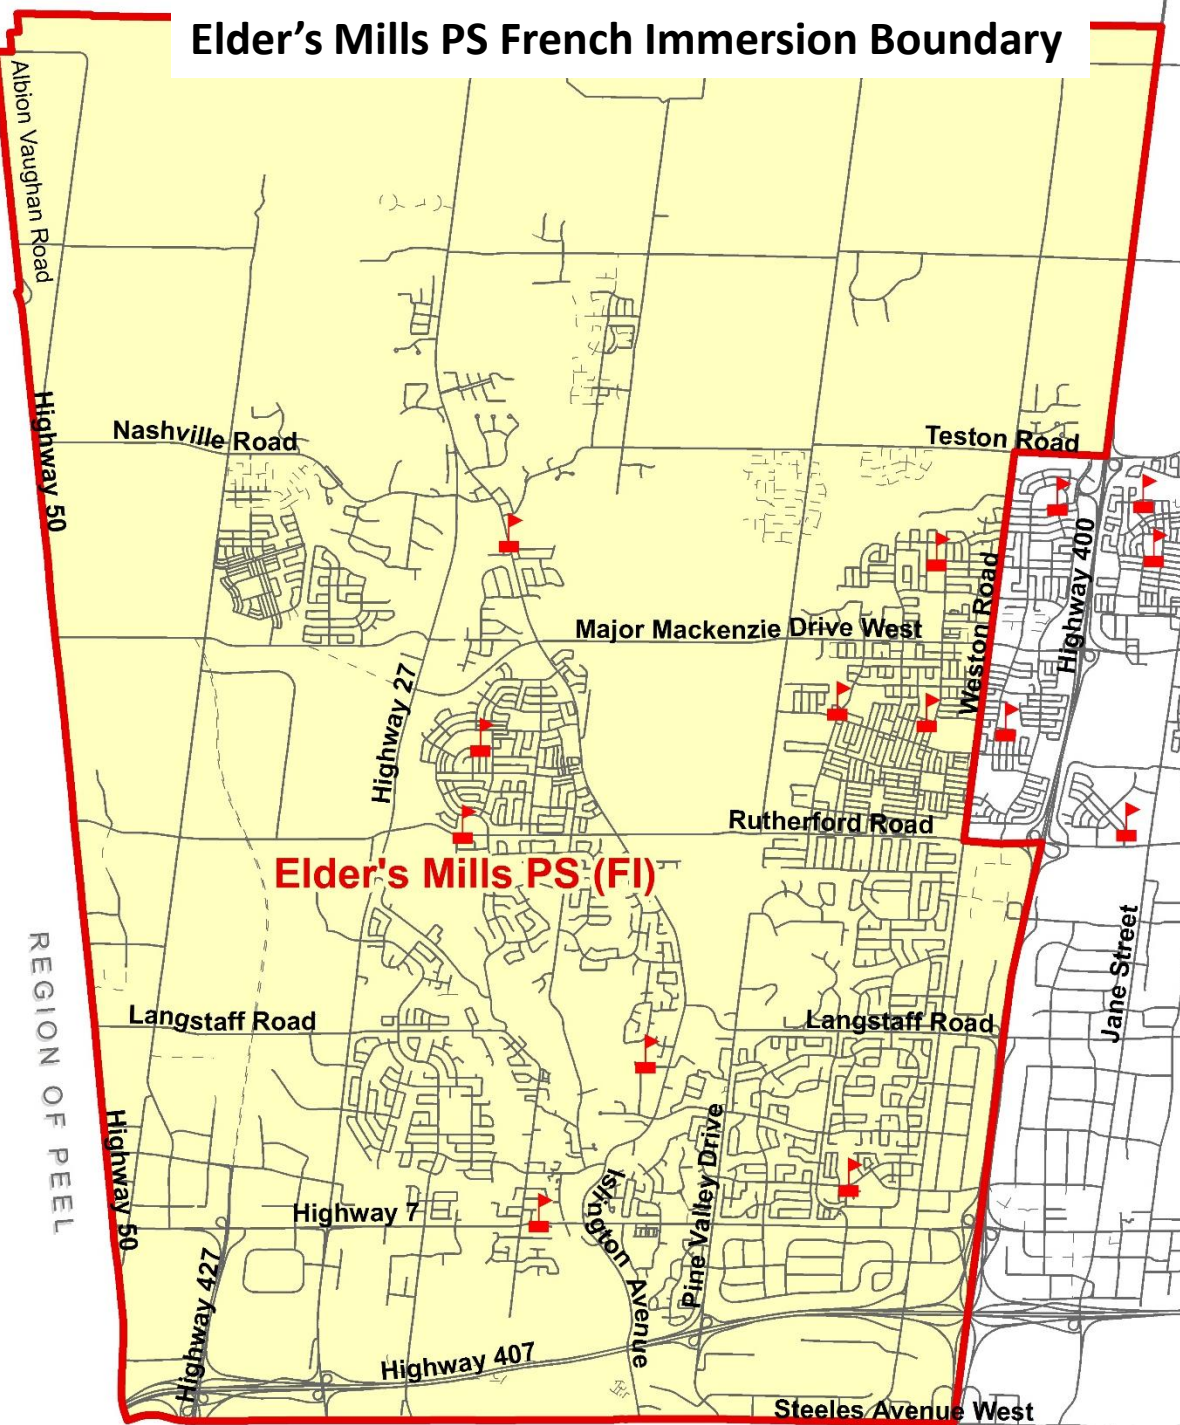 Elder’s Mills PS French Immersion Boundary
Albion Vaughan Road
Highway 50
Nashville Road
Teston Road
Highway 400
Weston Road
Major Mackenzie Drive West
Highway 27
Rutherford Road
Elder's Mills PS (FI)
REGION OF PEEL
Jane Street
Langstaff Road
Langstaff Road
Highway 50
Pine Valley Drive
Islington Avenue
Highway 7
Highway 427
Highway 407
Steeles Avenue West